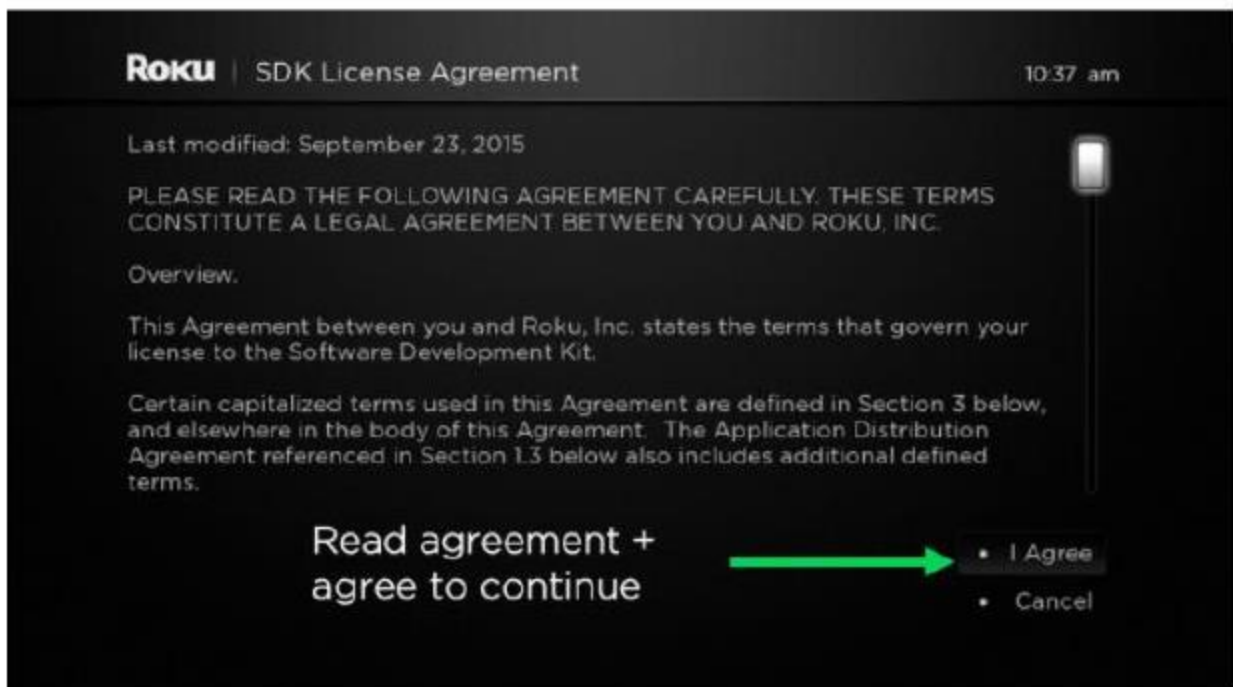 Roku | SDK License Agreement
10:37 am
Last modified: September 23, 2015
PLEASE READ THE FOLLOWING AGREEMENT CAREFULLY. THESE TERMS
CONSTITUTE A LEGAL AGREEMENT BETWEEN YOU AND ROKU, INC.
Overview.
This Agreement between you and Roku, Inc. states the terms that govern your
license to the Software Development Kit.
Certain capitalized terms used in this Agreement are defined in Section 3 below,
and elsewhere in the body of this Agreement. The Application Distribution
Agreement referenced in Section 1.3 below also includes additional defined
terms.
Read agreement +
agree to continue
• I Agree
• Cancel